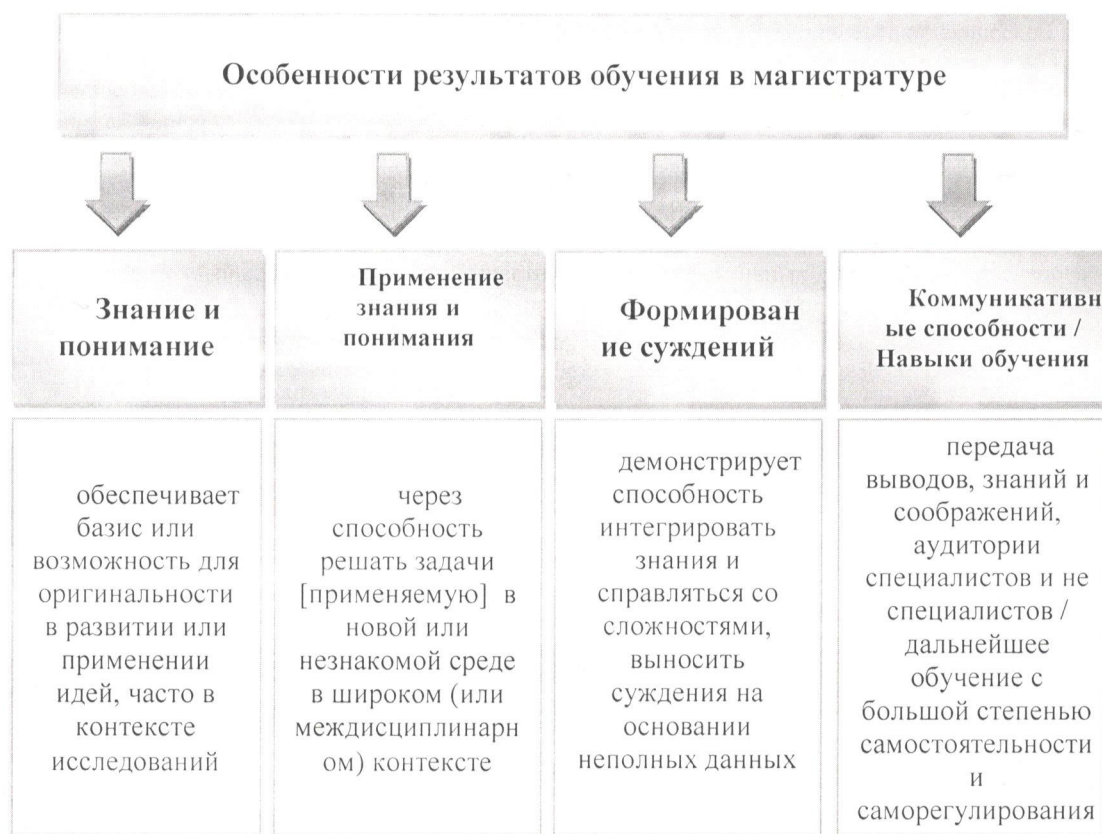 Особенности результатов обучения в магистратуре
Знание и
понимание
Применение
знания и
понимания
Формирован
ие суждений
Коммуникативн
ые способности /
Навыки обучения
обеспечивает
базис или
возможность для
оригинальности
в развитии или
применении
идей, часто в
контексте
исследований
через
способность
решать задачи
[применяемую] в
новой или
незнакомой среде
в широком (или
междисциплинарн
ом) контексте
демонстрирует
способность
интегрировать
знания и
справляться со
сложностями,
выносить
суждения на
основании
неполных данных
передача
выводов, знаний и
соображений,
аудитории
специалистов и не
специалистов /
дальнейшее
обучение с
большой степенью
самостоятельности
и
саморегулирования